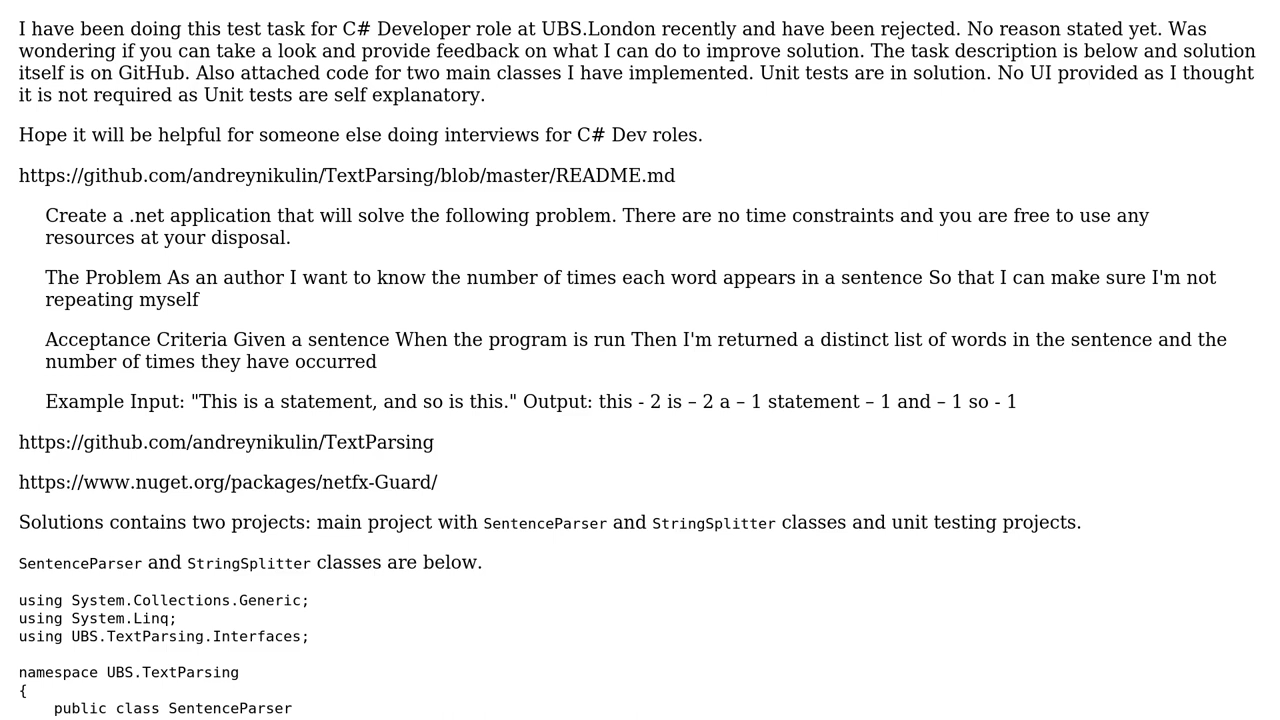 I have been doing this test task for C# Developer role at UBS.London recently and have been rejected. No reason stated yet. Was
wondering if you can take a look and provide feedback on what I can do to improve solution. The task description is below and solution
itself is on GitHub. Also attached code for two main classes I have implemented. Unit tests are in solution. No UI provided as I thought
it is not required as Unit tests are self explanatory.
Hope it will be helpful for someone else doing interviews for C# Dev roles.
https://github.com/andreynikulin/TextParsing/blob/master/README.md
Create a .net application that will solve the following problem. There are no time constraints and you are free to use any
resources at your disposal.
The Problem As an author I want to know the number of times each word appears in a sentence So that I can make sure I'm not
repeating myself
Acceptance Criteria Given a sentence When the program is run Then I'm returned a distinct list of words in the sentence and the
number of times they have occurred
Example Input: "This is a statement, and so is this." Output: this - 2 is – 2 a – 1 statement – 1 and – 1 so - 1
https://github.com/andreynikulin/TextParsing
https://www.nuget.org/packages/netfx-Guard/
Solutions contains two projects: main project with SentenceParser and StringSplitter classes and unit testing projects.
SentenceParser and StringSplitter classes are below.
using System.Collections.Generic;
using System.Linq;
using UBS.TextParsing.Interfaces;
namespace UBS.TextParsing
{
    public class SentenceParser